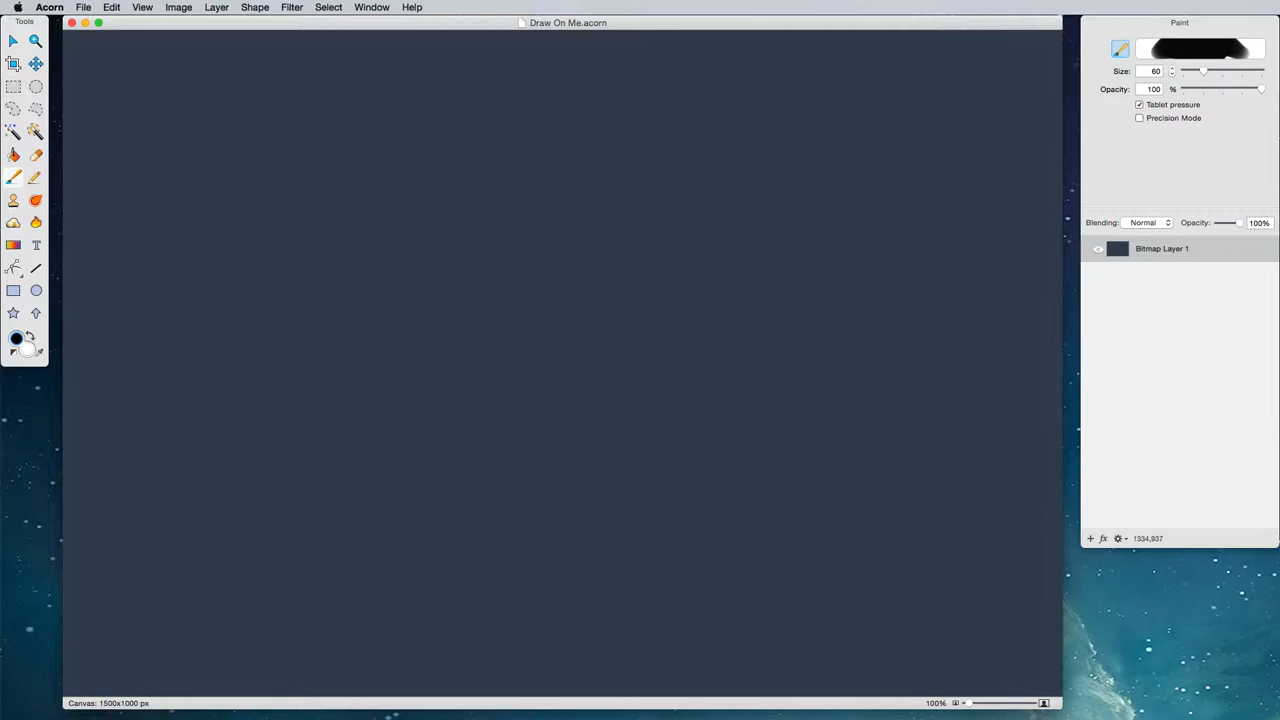 Acorn File Edit View Image Layer Shape Filter Select Window Help
Tools
Draw On Me.acorn
Paint
Size: 60
Opacity: 100 %
Tablet pressure
Precision Mode
Blending: Normal Opacity: 100%
Bitmap Layer 1
T
fx 1334,937
Canvas: 1500x1000 px
100%